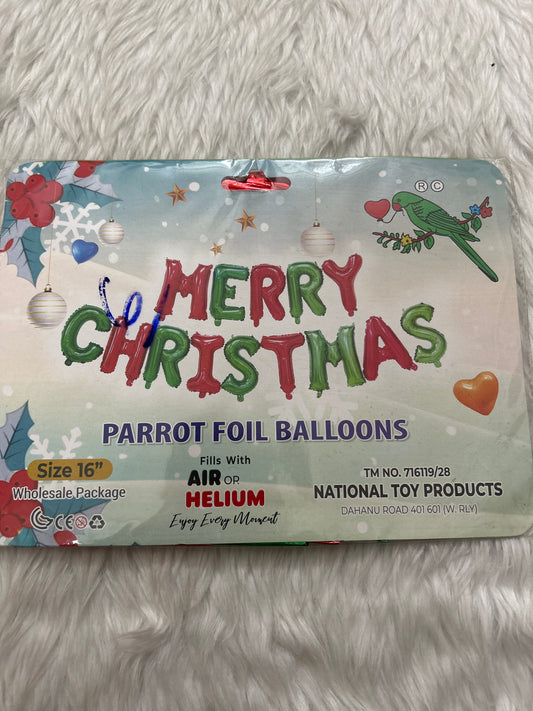 ® ©
MERRY
CHRISTMAS
PARROT FOIL BALLOONS
Size 16"
Wholesale Package
CE
Fills With
AIR OR
HELIUM
Enjoy Every Moment
TM NO. 716119/28
NATIONAL TOY PRODUCTS
DAHANU ROAD 401 601 (W. RLY)